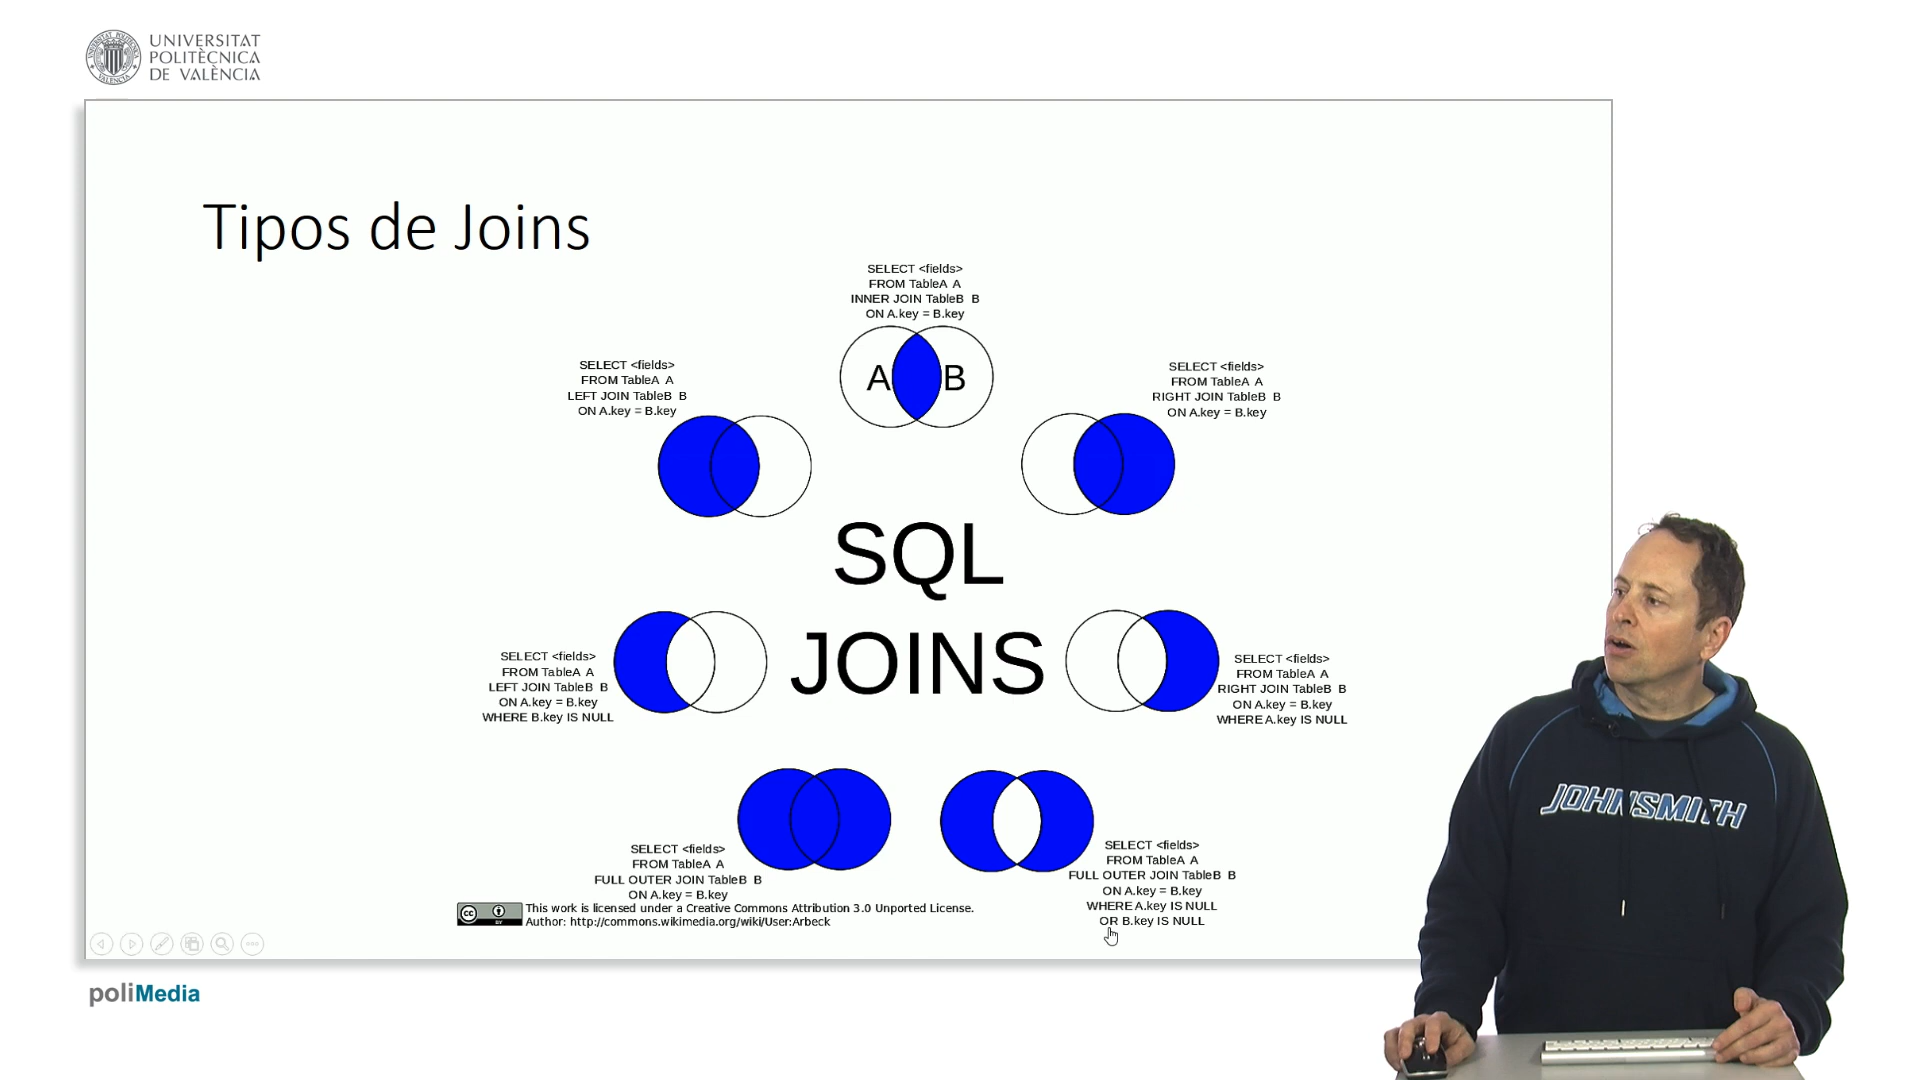 UNIVERSITAT
POLITÈCNICA
DE VALÈNCIA
Tipos de Joins
SELECT <fields>
FROM TableA A
INNER JOIN TableB B
ON A.key = B.key
A
B
SELECT <fields>
FROM TableA A
LEFT JOIN TableB B
ON A.key = B.key
SELECT <fields>
FROM TableA A
RIGHT JOIN TableB B
ON A.key = B.key
SQL
JOINS
SELECT <fields>
FROM TableA A
LEFT JOIN TableB B
ON A.key = B.key
WHERE B.key IS NULL
SELECT <fields>
FROM TableA A
RIGHT JOIN TableB B
ON A.key = B.key
WHERE A.key IS NULL
SELECT <fields>
FROM TableA A
FULL OUTER JOIN TableB B
ON A.key = B.key
SELECT <fields>
FROM TableA A
FULL OUTER JOIN TableB B
ON A.key = B.key
WHERE A.key IS NULL
OR B.key IS NULL
cc
BY
This work is licensed under a Creative Commons Attribution 3.0 Unported License.
Author: http://commons.wikimedia.org/wiki/User:Arbeck
JOHNSMITH
poliMedia